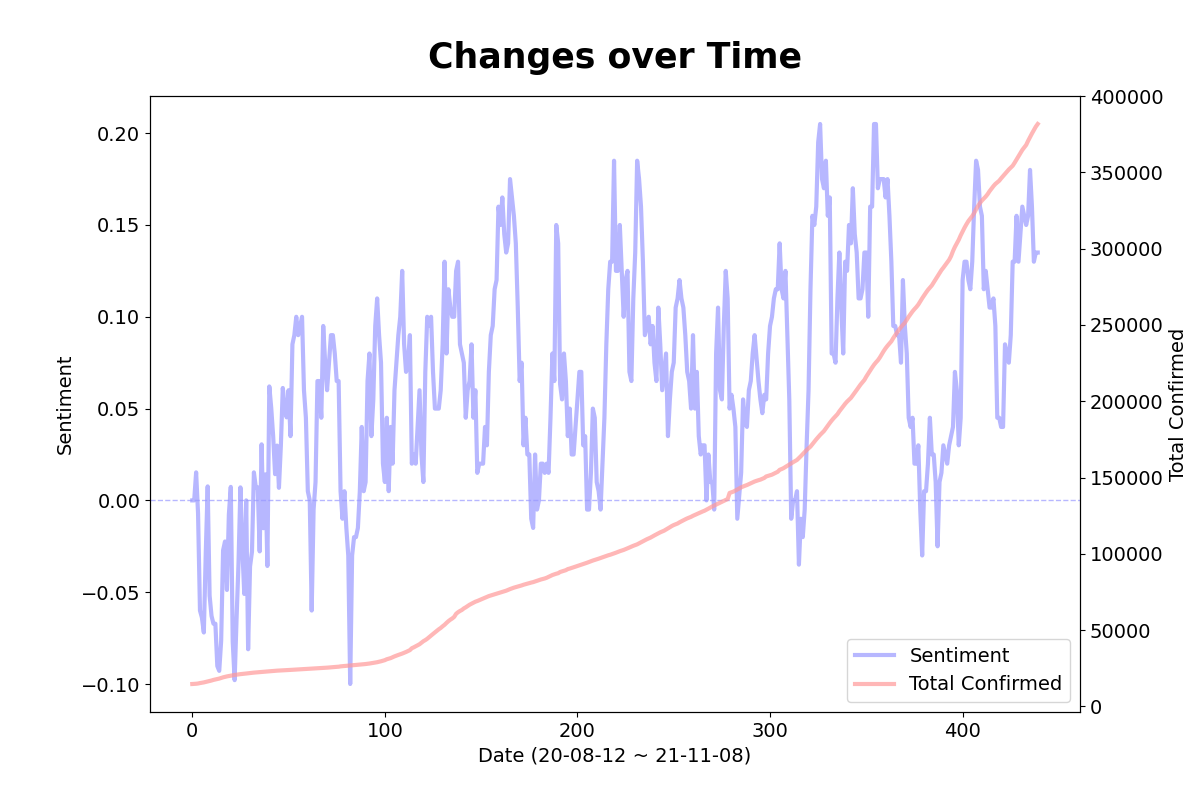 Changes over Time
Sentiment
0.20
0.15
0.10
0.05
0.00
−0.05
−0.10
400000
350000
300000
250000
200000
150000
100000
50000
0
Total Confirmed
Sentiment
Total Confirmed
0 100 200 300 400
Date (20-08-12 ~ 21-11-08)